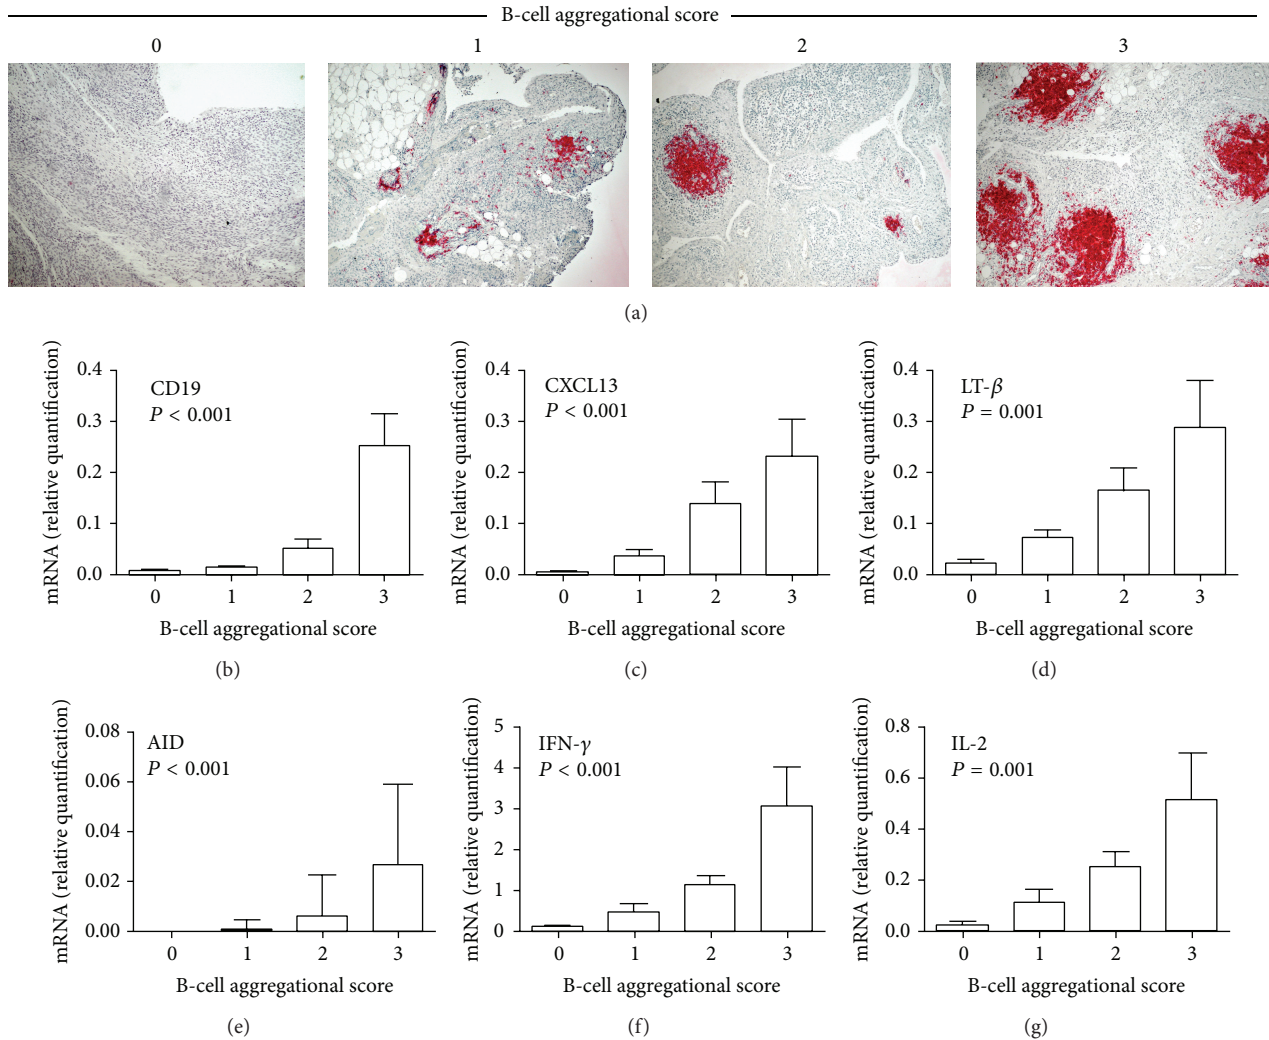 B-cell aggregational score
0 1 2 3
(a)
mRNA (relative quantification)
0.4
0.3
0.2
0.1
0.0
CD19
P < 0.001
0 1 2 3
B-cell aggregational score
(b)
mRNA (relative quantification)
0.4
0.3
0.2
0.1
0.0
CXCL13
P < 0.001
0 1 2 3
B-cell aggregational score
(c)
mRNA (relative quantification)
0.4
0.3
0.2
0.1
0.0
LT-β
P = 0.001
0 1 2 3
B-cell aggregational score
(d)
mRNA (relative quantification)
0.08
0.06
0.04
0.02
0.00
AID
P < 0.001
0 1 2 3
B-cell aggregational score
(e)
mRNA (relative quantification)
5
4
3
2
1
0
IFN-γ
P < 0.001
0 1 2 3
B-cell aggregational score
(f)
mRNA (relative quantification)
0.8
0.6
0.4
0.2
0.0
IL-2
P = 0.001
0 1 2 3
B-cell aggregational score
(g)